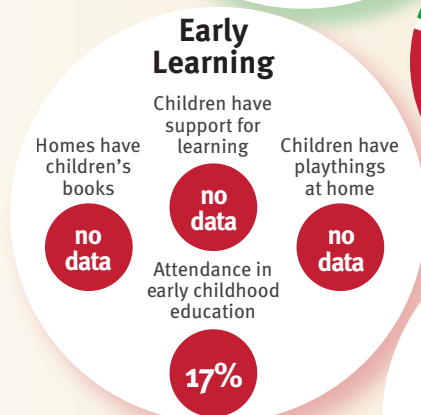 Early
Learning
Children have
support for
learning
no
data
Homes have
children's
books
no
data
Children have
playthings
at home
no
data
Attendance in
early childhood
education
17%